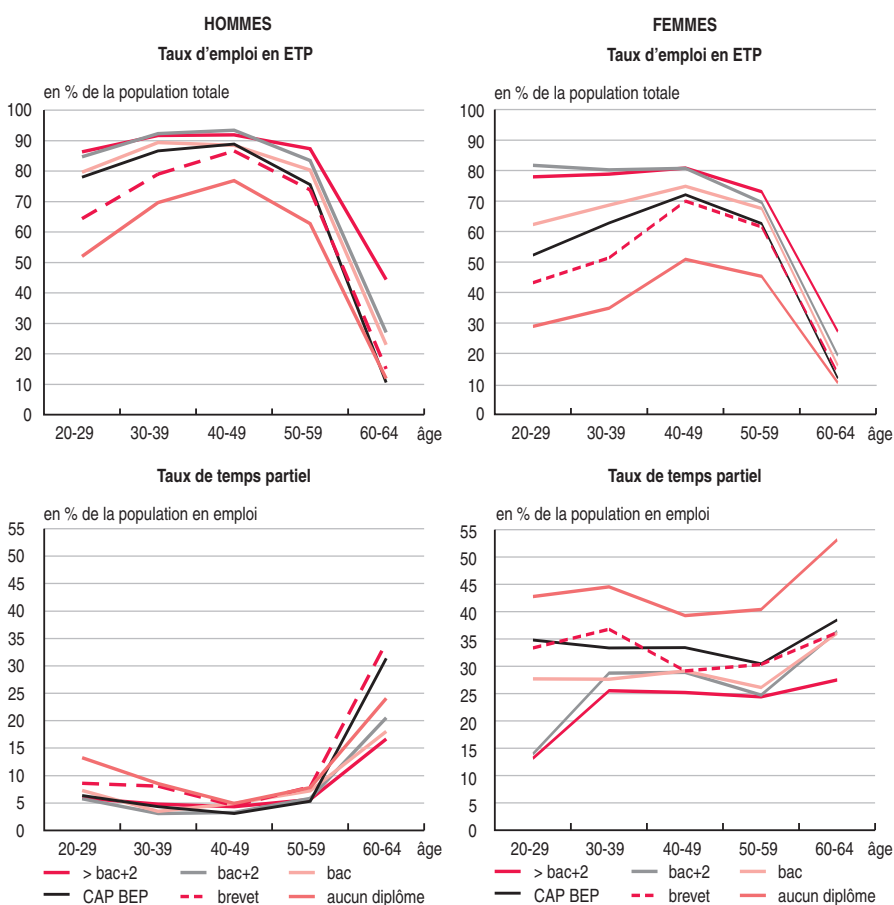 HOMMES
Taux d'emploi en ETP
en % de la population totale
100
90
80
70
60
50
40
30
20
10
0
20-29 30-39 40-49 50-59 60-64 âge
FEMMES
Taux d'emploi en ETP
en % de la population totale
100
90
80
70
60
50
40
30
20
10
0
20-29 30-39 40-49 50-59 60-64 âge
Taux de temps partiel
en % de la population en emploi
55
50
45
40
35
30
25
20
15
10
5
0
20-29 30-39 40-49 50-59 60-64 âge
> bac+2 bac+2 bac
CAP BEP brevet aucun diplôme
Taux de temps partiel
en % de la population en emploi
55
50
45
40
35
30
25
20
15
10
5
0
20-29 30-39 40-49 50-59 60-64 âge
> bac+2 bac+2 bac
CAP BEP brevet aucun diplôme